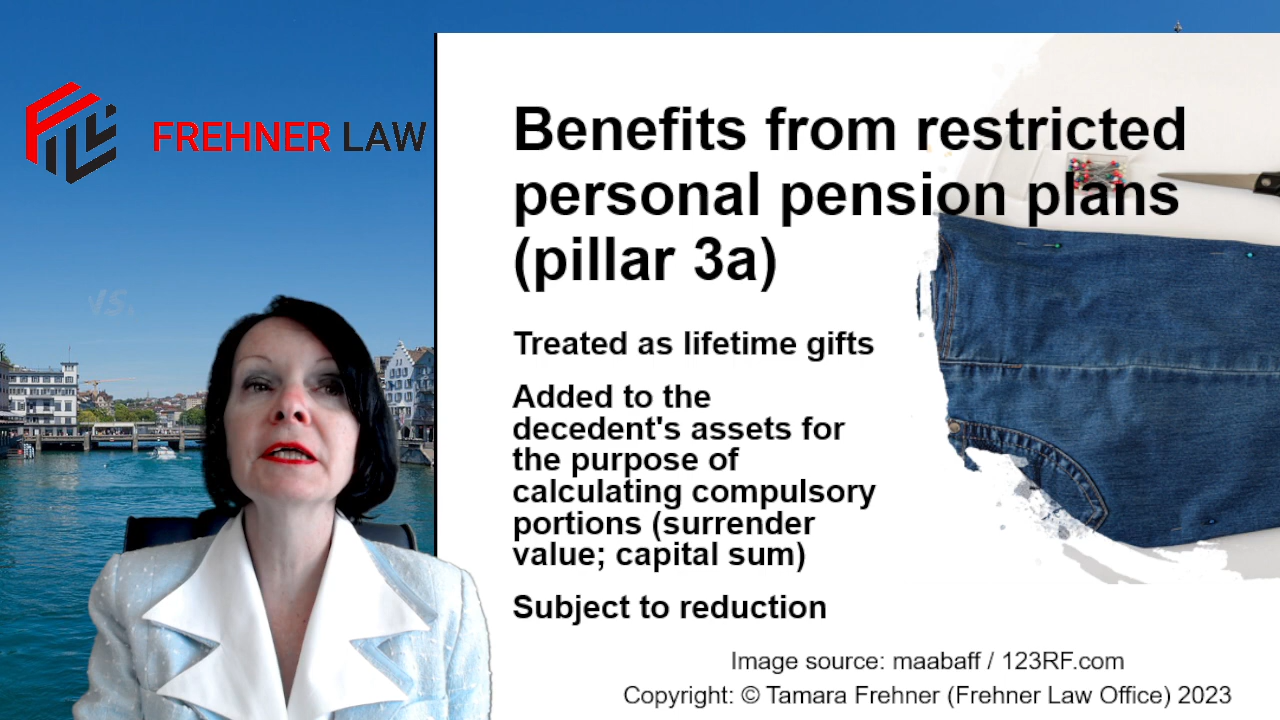 FREHNER LAW
vs.
Benefits from restricted
personal pension plans
(pillar 3a)
Treated as lifetime gifts
Added to the
decedent's assets for
the purpose of
calculating compulsory
portions (surrender
value; capital sum)
Subject to reduction
Image source: maabaff / 123RF.com
Copyright: © Tamara Frehner (Frehner Law Office) 2023